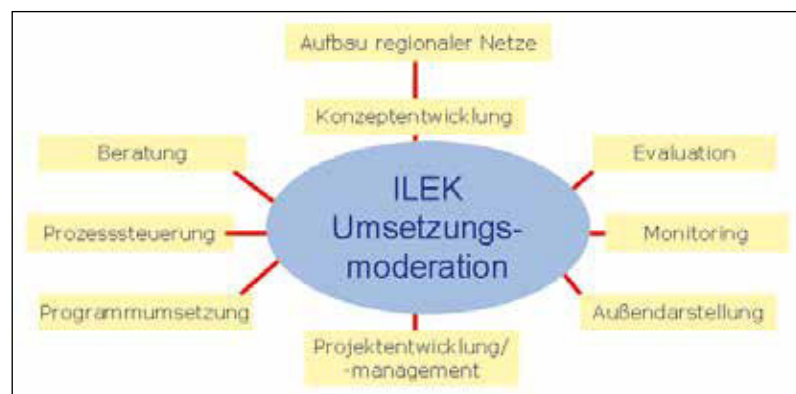 Aufbau regionaler Netze
Konzeptentwicklung
Beratung
Evaluation
ILEK
Umsetzungs-
moderation
Prozesssteuerung
Monitoring
Programmumsetzung
Außendarstellung
Projektentwicklung/
-management